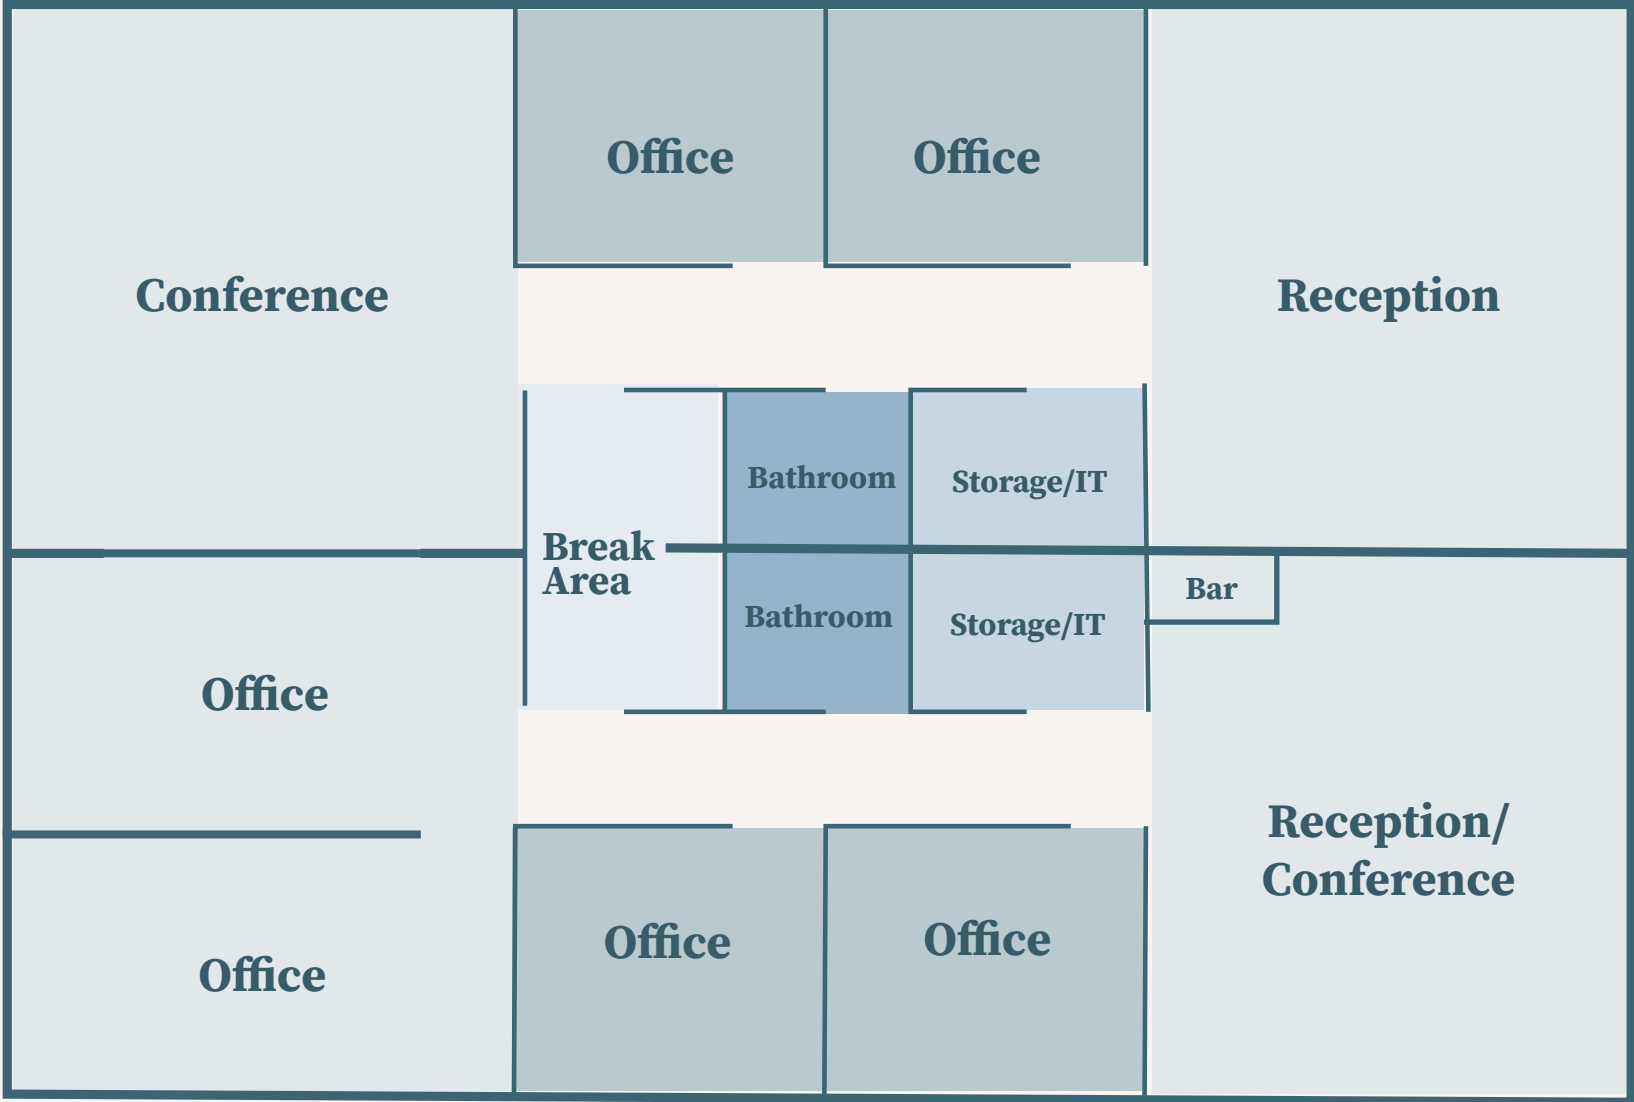 Office
Office
Conference
Reception
Bathroom
Storage/IT
Break
Area
Bar
Bathroom
Storage/IT
Office
Reception/
Conference
Office
Office
Office